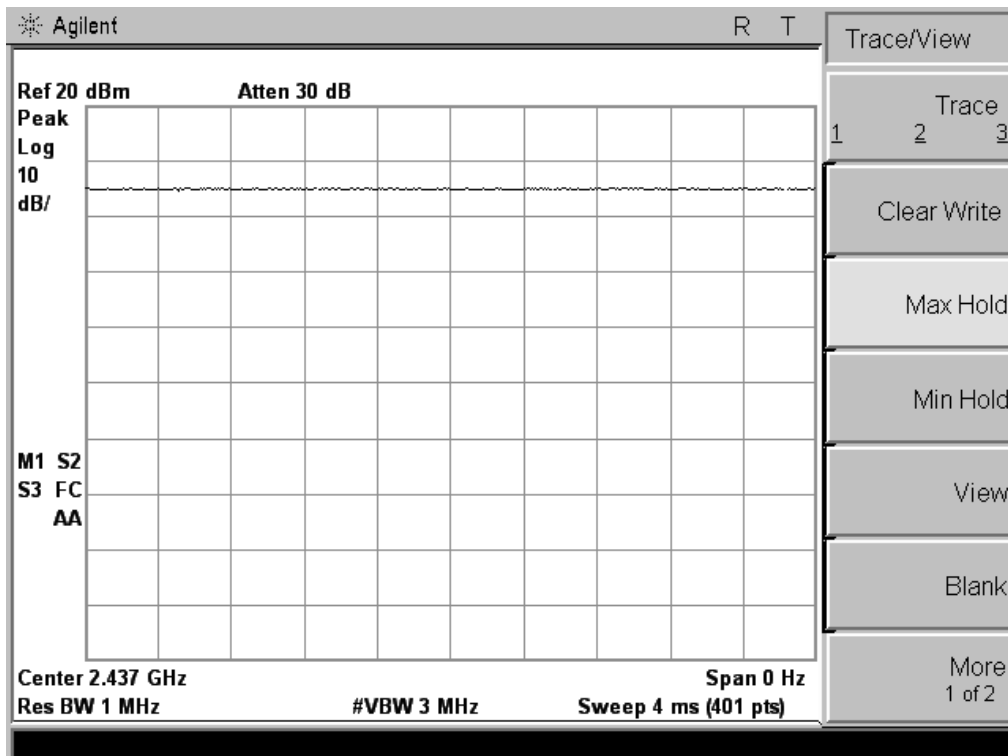 Agilent R T
Trace/View
Ref 20 dBm Atten 30 dB
Peak
Log
10
dB/
M1 S2
S3 FC
AA
Center 2.437 GHz Span 0 Hz
Res BW 1 MHz #VBW 3 MHz Sweep 4 ms (401 pts)
Trace
1 2 3
Clear Write
Max Hold
Min Hold
View
Blank
More
1 of 2